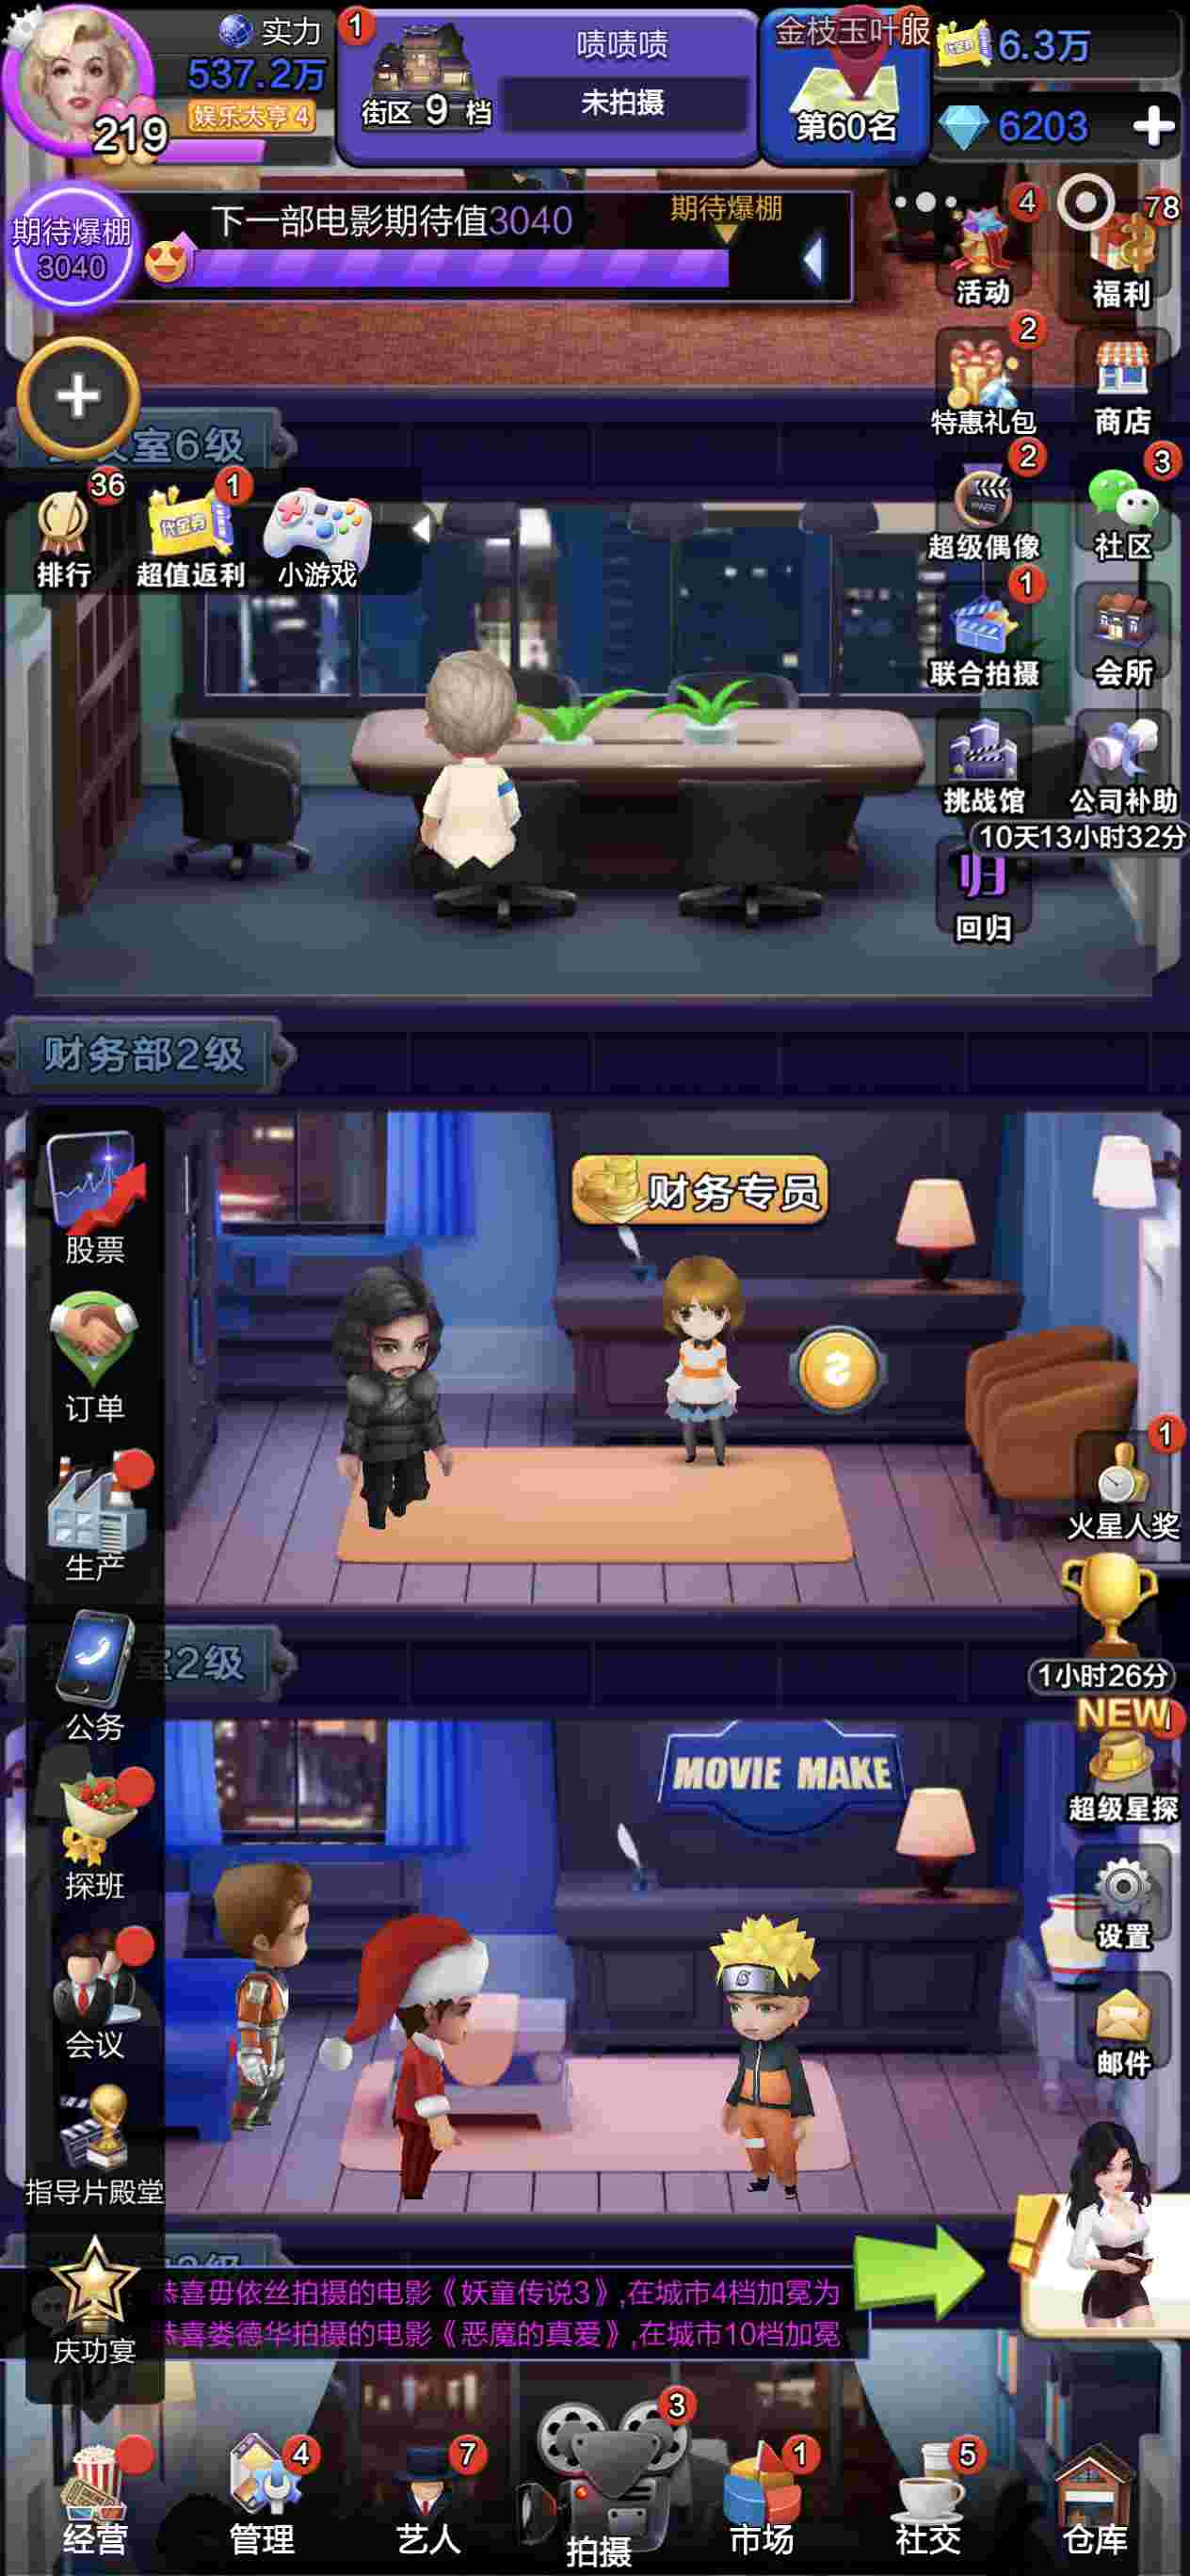 实力
537.2万
娱乐大亨 4
219
1
街区 9 档
啧啧啧
未拍摄
金枝玉叶服
第60名
6.3万
6203
期待爆棚
3040
下一部电影期待值3040
期待爆棚
4
活动
78
福利
2
特惠礼包
商店
室6级
36
排行
1
代金券
超值返利
小游戏
2
超级偶像
3
社区
1
联合拍摄
会所
挑战馆
公司补助
10天13小时32分
归
回归
财务部2级
股票
财务专员
订单
生产
1
火星人奖
1小时26分
室2级
公务
NEW
超级星探
MOVIE MAKE
探班
设置
会议
邮件
指导片殿堂
恭喜毋依丝拍摄的电影《妖童传说3》,在城市4档加冕为
恭喜娄德华拍摄的电影《恶魔的真爱》,在城市10档加冕
庆功宴
经营
4
管理
7
艺人
3
拍摄
1
市场
5
社交
仓库